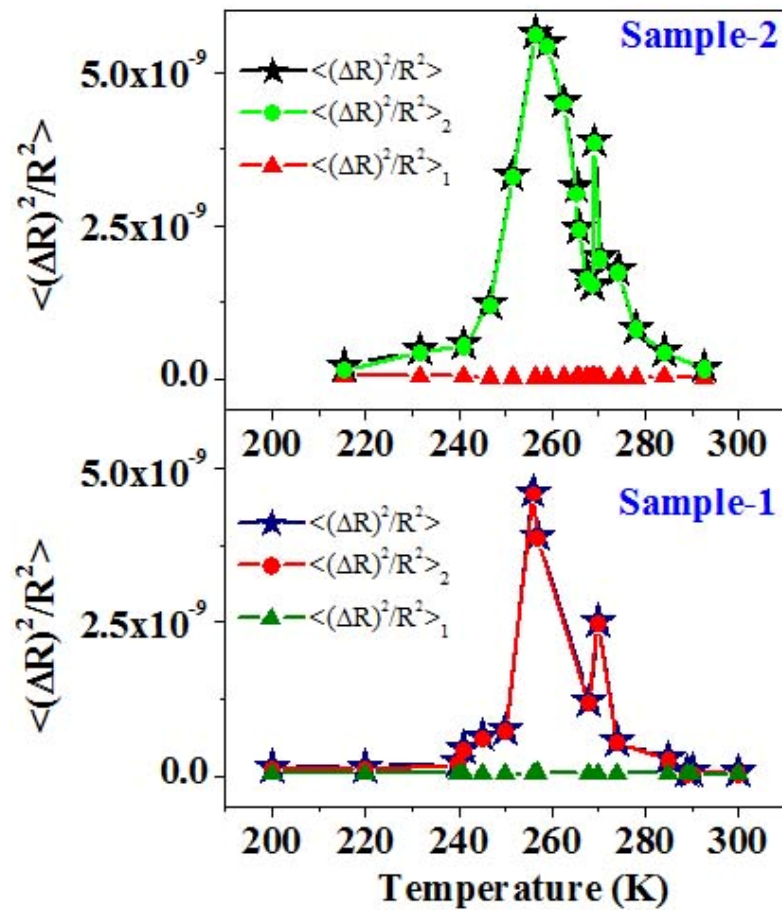 Sample-2
<(ΔR)²/R²>
5.0x10⁻⁹
2.5x10⁻⁹
0.0
<(ΔR)²/R²>
<(ΔR)²/R²>₂
<(ΔR)²/R²>₁
200 220 240 260 280 300
Sample-1
<(ΔR)²/R²>
5.0x10⁻⁹
2.5x10⁻⁹
0.0
<(ΔR)²/R²>
<(ΔR)²/R²>₂
<(ΔR)²/R²>₁
200 220 240 260 280 300
Temperature (K)